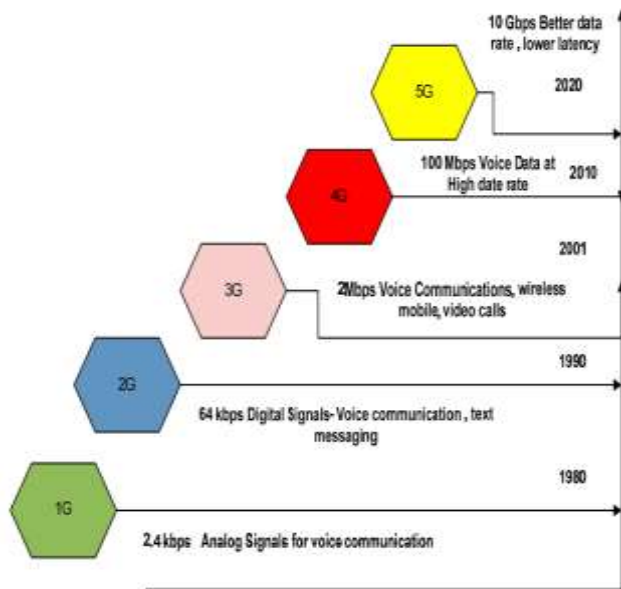 10 Gbps Better data
rate , lower latency
2020
5G
100 Mbps Voice Data at
High date rate
2010
4G
2001
3G
2Mbps Voice Communications, wireless
mobile, video calls
1990
2G
64 kbps Digital Signals- Voice communication , text
messaging
1980
1G
2.4 kbps Analog Signals for voice communication